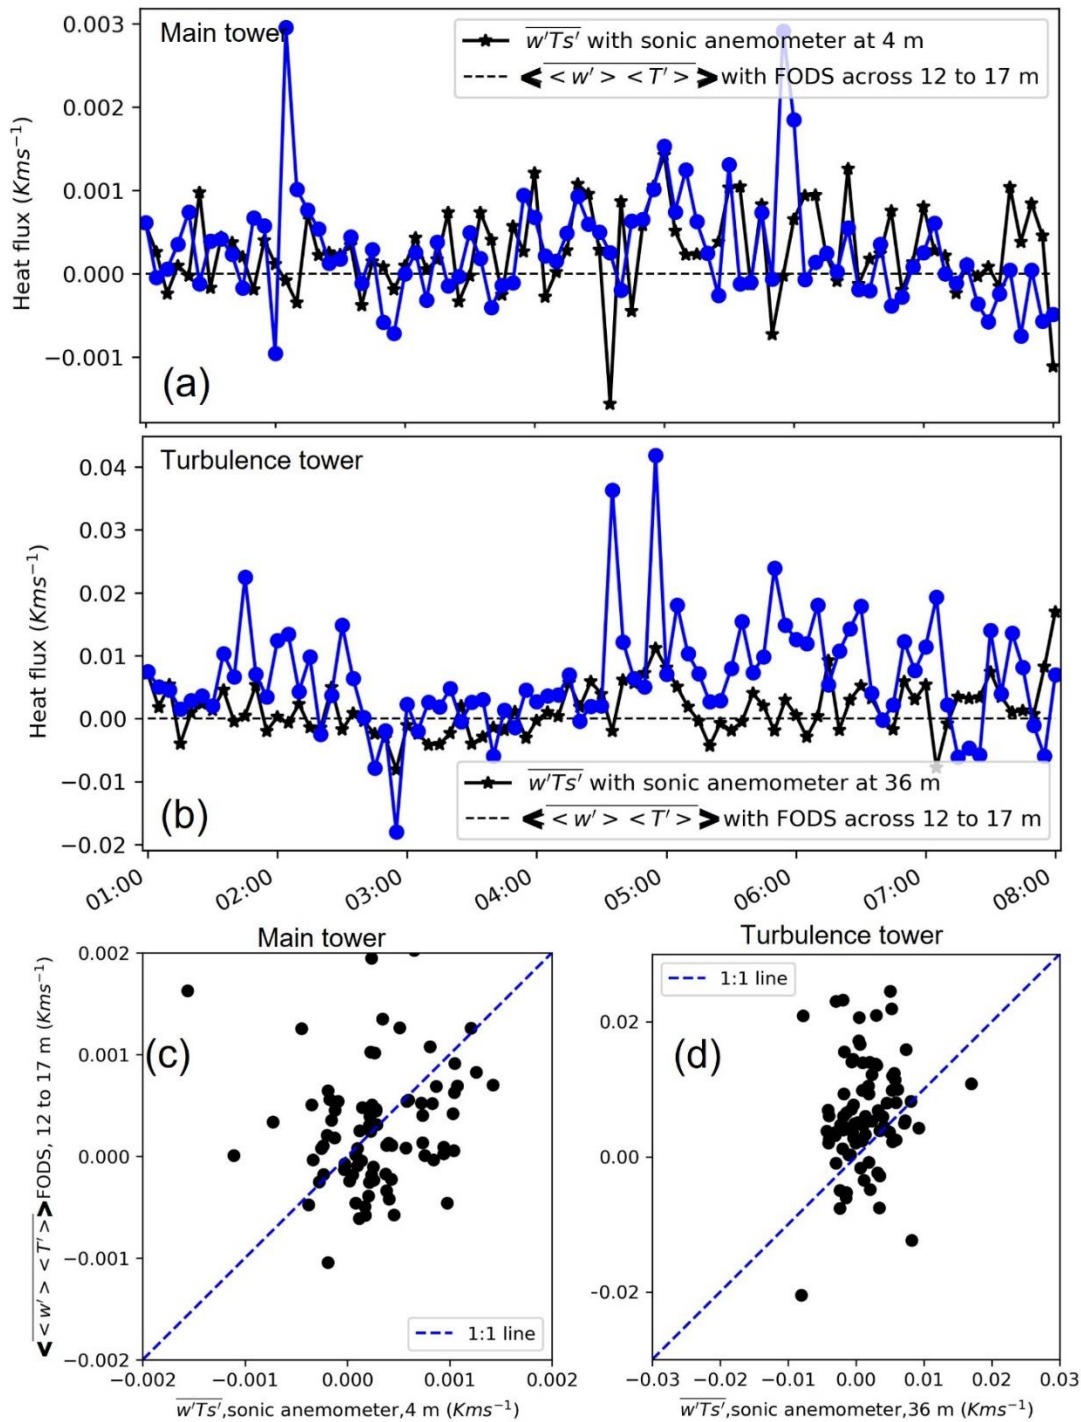 0.003
Main tower
w'Ts' with sonic anemometer at 4 m
<<w'><T'>> with FODS across 12 to 17 m
0.002
0.001
0.000
−0.001
Heat flux (Kms⁻¹)
(a)
Turbulence tower
0.04
0.03
0.02
0.01
0.00
−0.01
−0.02
Heat flux (Kms⁻¹)
w'Ts' with sonic anemometer at 36 m
<<w'><T'>> with FODS across 12 to 17 m
(b)
01:00 02:00 03:00 04:00 05:00 06:00 07:00 08:00
Main tower
0.002
0.001
0.000
−0.001
−0.002
<<w'><T'>>FODS, 12 to 17 m (Kms⁻¹)
(c)
1:1 line
−0.002 −0.001 0.000 0.001 0.002
w'Ts',sonic anemometer,4 m (Kms⁻¹)
Turbulence tower
1:1 line
0.02
0.00
-0.02
(d)
−0.03 −0.02 −0.01 0.00 0.01 0.02 0.03
w'Ts',sonic anemometer,36 m (Kms⁻¹)